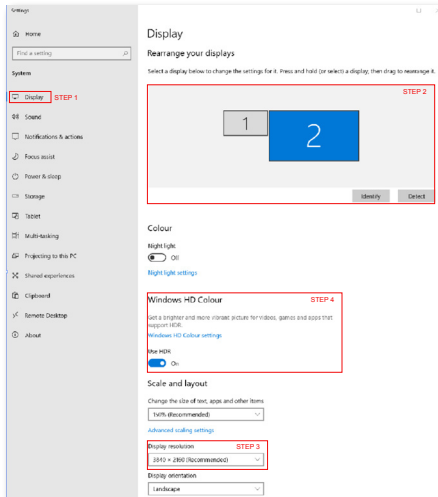 Settings
Home
Find a setting
System
Display STEP 1
Sound
Notifications & actions
Focus assist
Power & sleep
Storage
Tablet
Multi-tasking
Projecting to this PC
Shared experiences
Clipboard
Remote Desktop
About
Display
Rearrange your displays
Select a display below to change the settings for it. Press and hold (or select) a display, then drag to rearrange it.
STEP 2
1
2
Identify Detect
Colour
Night light
Off
Night light settings
Windows HD Colour STEP 4
Get a brighter and more vibrant picture for videos, games and apps that
support HDR.
Windows HD Colour settings
Use HDR
On
Scale and layout
Change the size of text, apps and other items
150% (Recommended)
Advanced scaling settings
Display resolution STEP 3
3840 × 2160 (Recommended)
Display orientation
Landscape